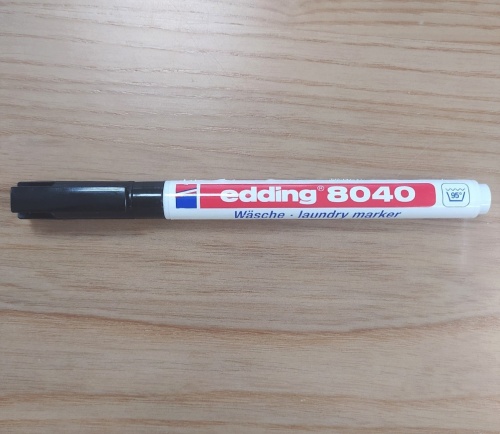 edding® 8040
Wäsche · laundry marker
95°